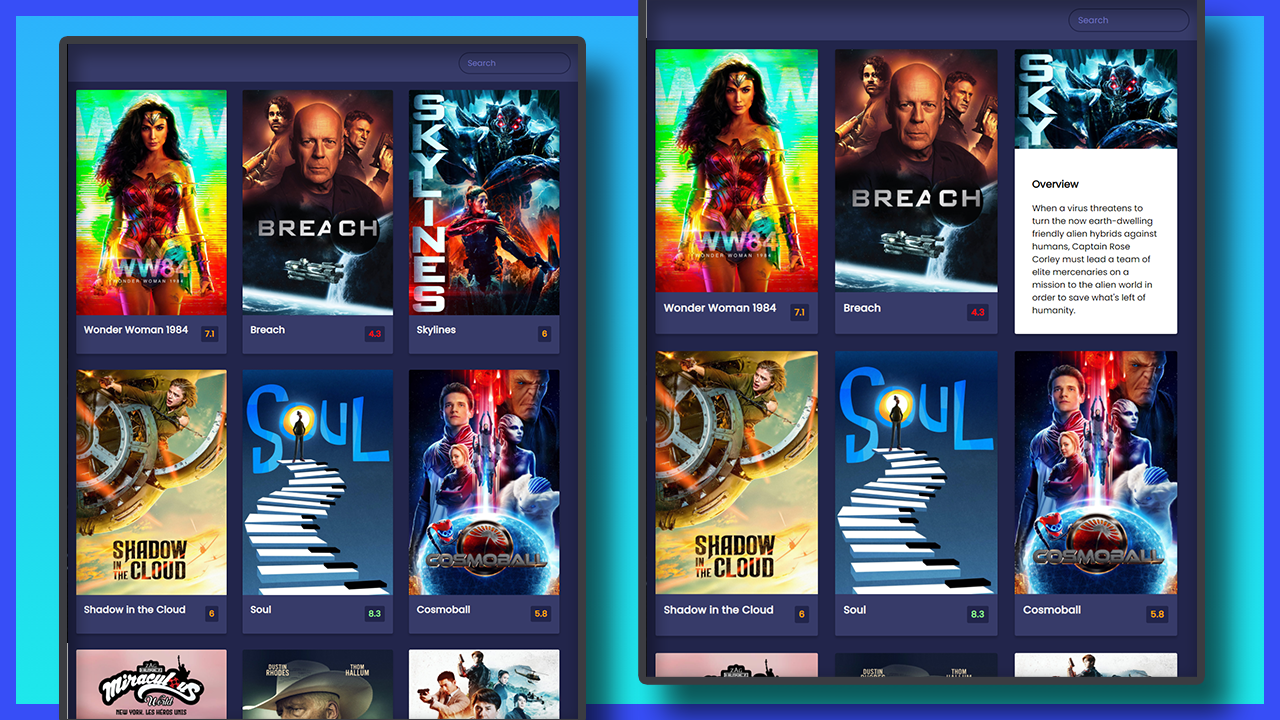 Search
WW
SKYLINES
BREACH
WW84
WONDER WOMAN 1984
Wonder Woman 1984
7.1
Breach
4.3
Skylines
6
SOUL
SHADOW
IN THE CLOUD
COSMOBALL
Shadow in the Cloud
6
Soul
8.3
Cosmoball
5.8
ZAG
Miraculous
World
NEW YORK, LES HÉROS UNIS
DUSTIN
RHODES
THOM
HALLUM
Search
WW
SKY
BREACH
WW84
WONDER WOMAN 1984
Overview
When a virus threatens to
turn the now earth-dwelling
friendly alien hybrids against
humans, Captain Rose
Corley must lead a team of
elite mercenaries on a
mission to the alien world in
order to save what's left of
humanity.
Wonder Woman 1984
7.1
Breach
4.3
SOUL
SHADOW
IN THE CLOUD
COSMOBALL
Shadow in the Cloud
6
Soul
8.3
Cosmoball
5.8
DUSTIN
THOM